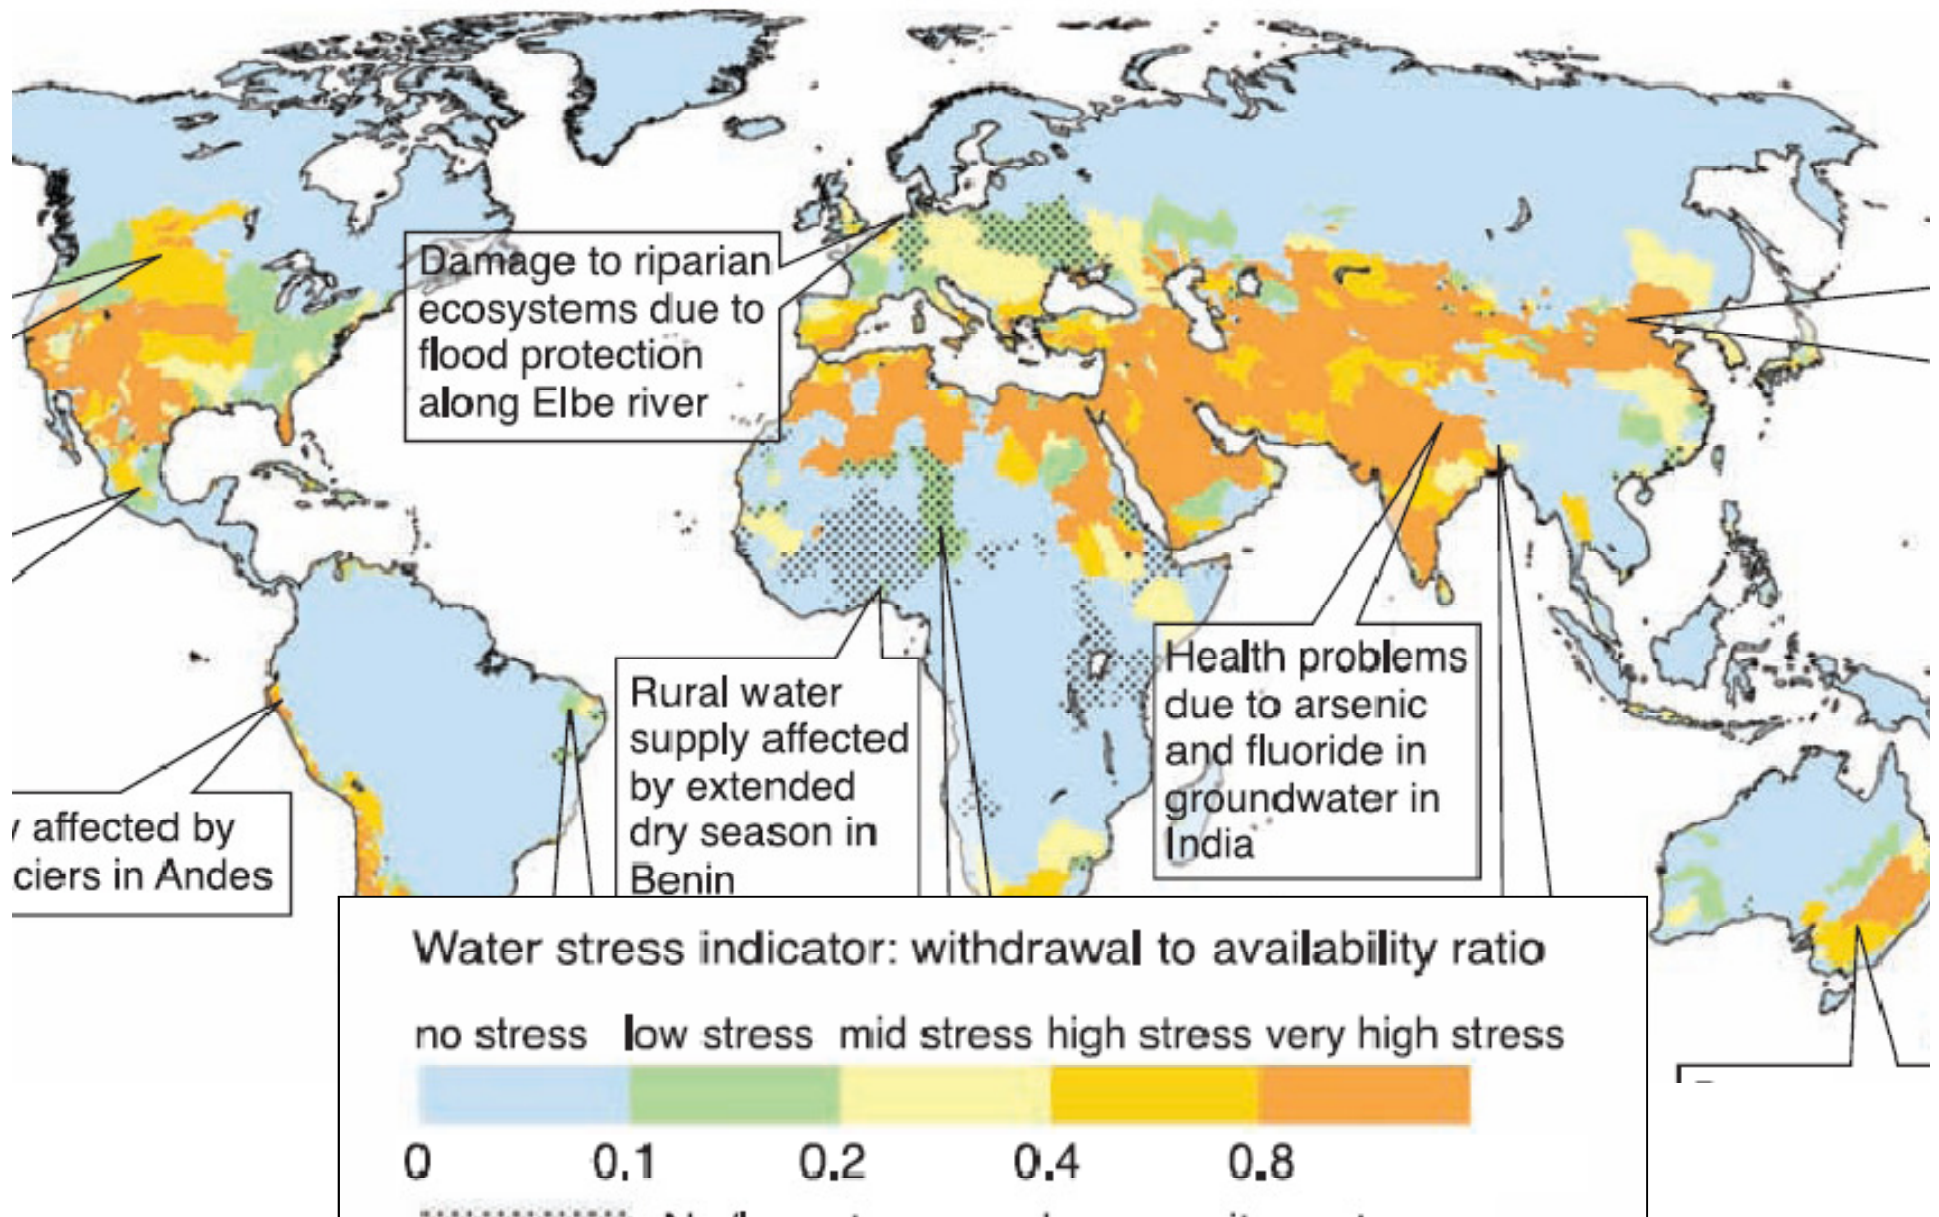 Damage to riparian
ecosystems due to
flood protection
along Elbe river
Rural water
supply affected
by extended
dry season in
Benin
Health problems
due to arsenic
and fluoride in
groundwater in
India
affected by
ciers in Andes
Water stress indicator: withdrawal to availability ratio
no stress low stress mid stress high stress very high stress
0 0.1 0.2 0.4 0.8